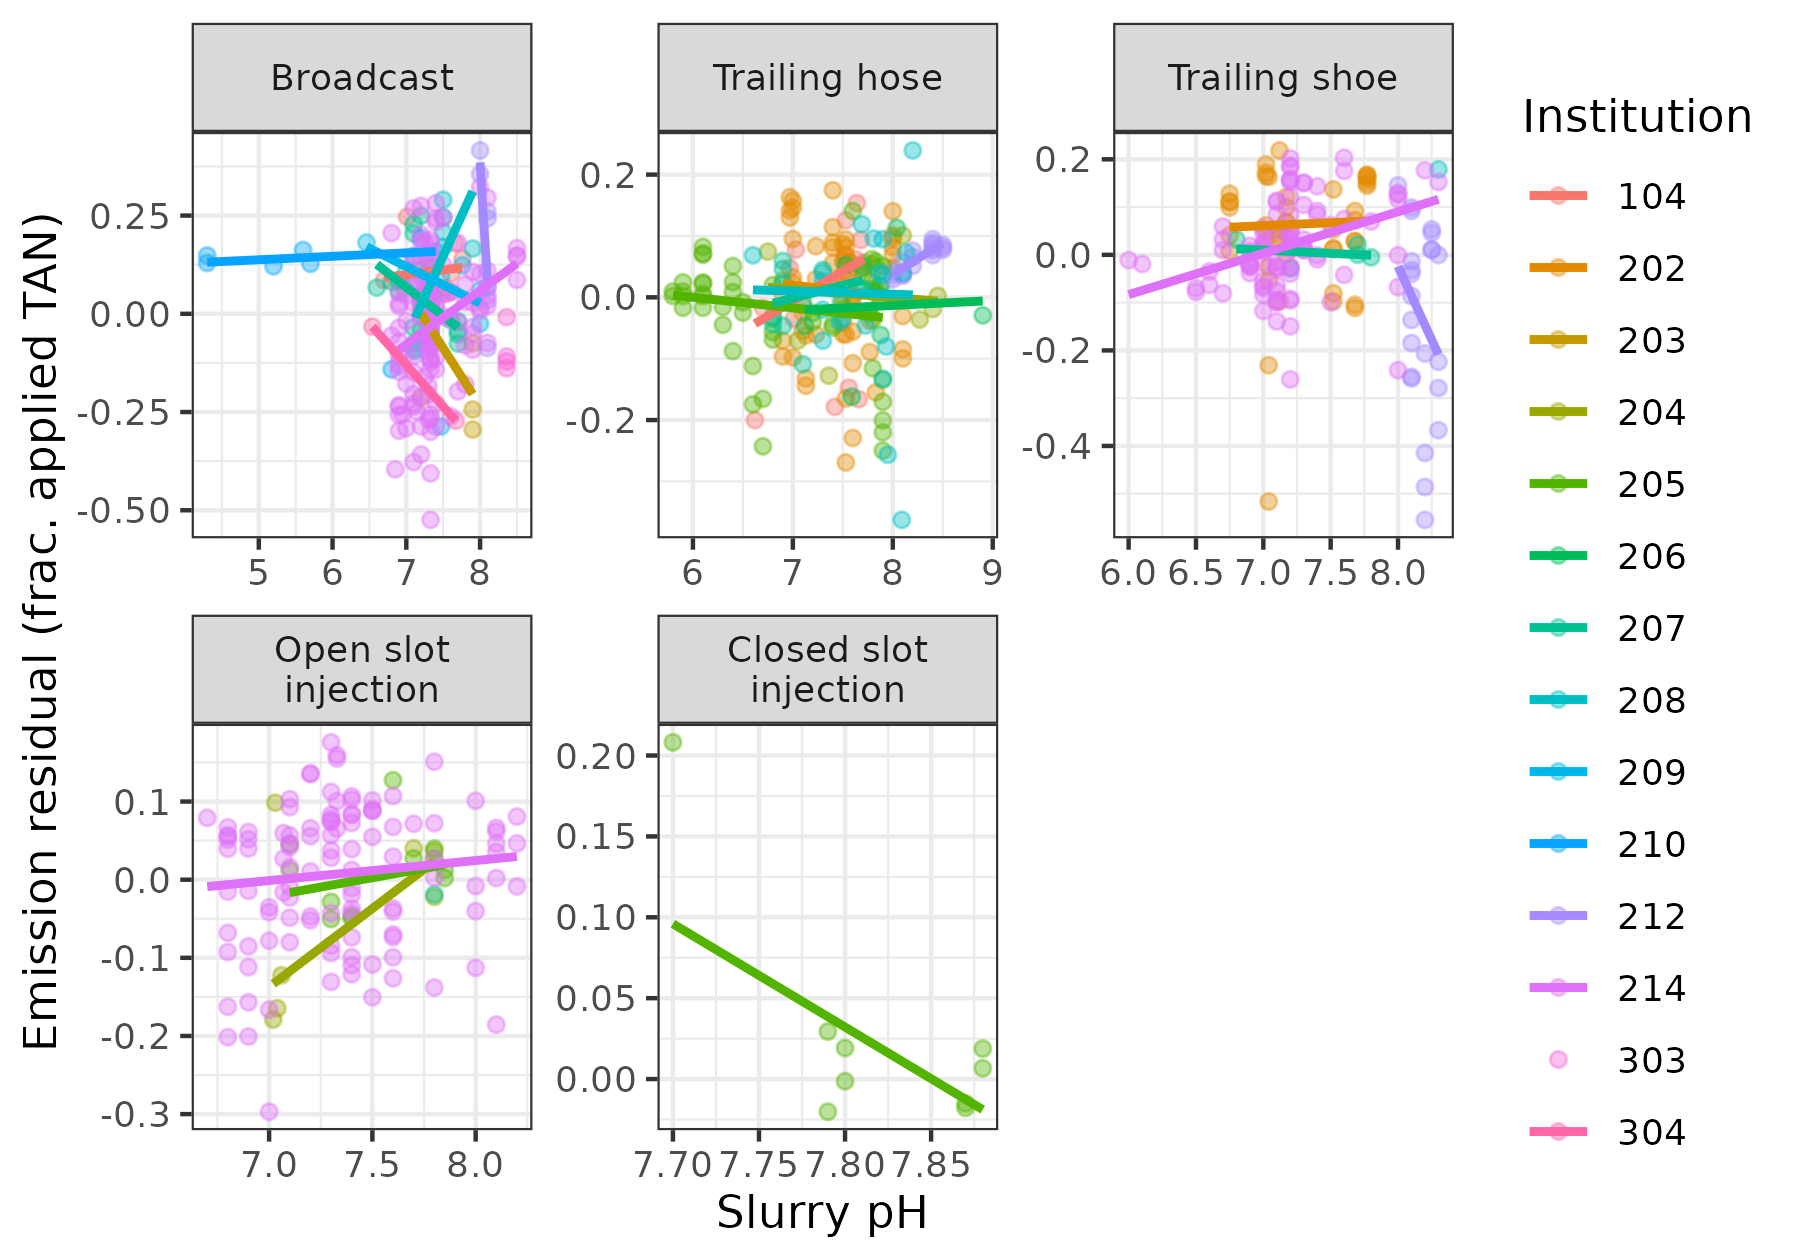 Broadcast
Trailing hose
Trailing shoe
0.25
0.00
-0.25
-0.50
5 6 7 8
0.2
0.0
-0.2
6 7 8 9
0.2
0.0
-0.2
-0.4
6.0 6.5 7.0 7.5 8.0
Open slot
injection
Closed slot
injection
0.1
0.0
-0.1
-0.2
-0.3
7.0 7.5 8.0
0.20
0.15
0.10
0.05
0.00
7.70 7.75 7.80 7.85
Slurry pH
Emission residual (frac. applied TAN)
Institution
104
202
203
204
205
206
207
208
209
210
212
214
303
304